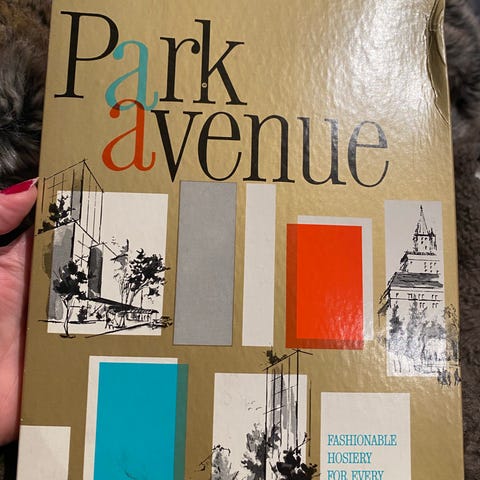 Park
avenue
FASHIONABLE
HOSIERY
FOR EVERY